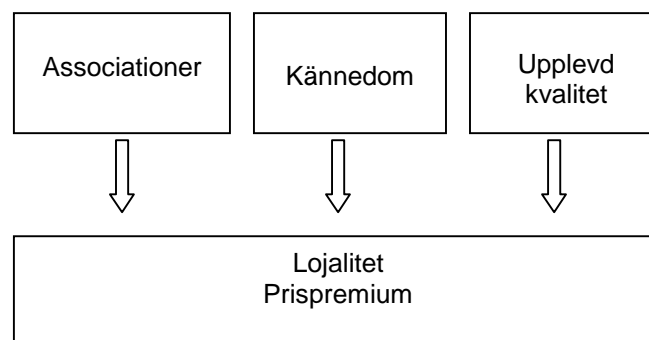 Associationer
Kännedom
Upplevd
kvalitet
Lojalitet
Prispremium